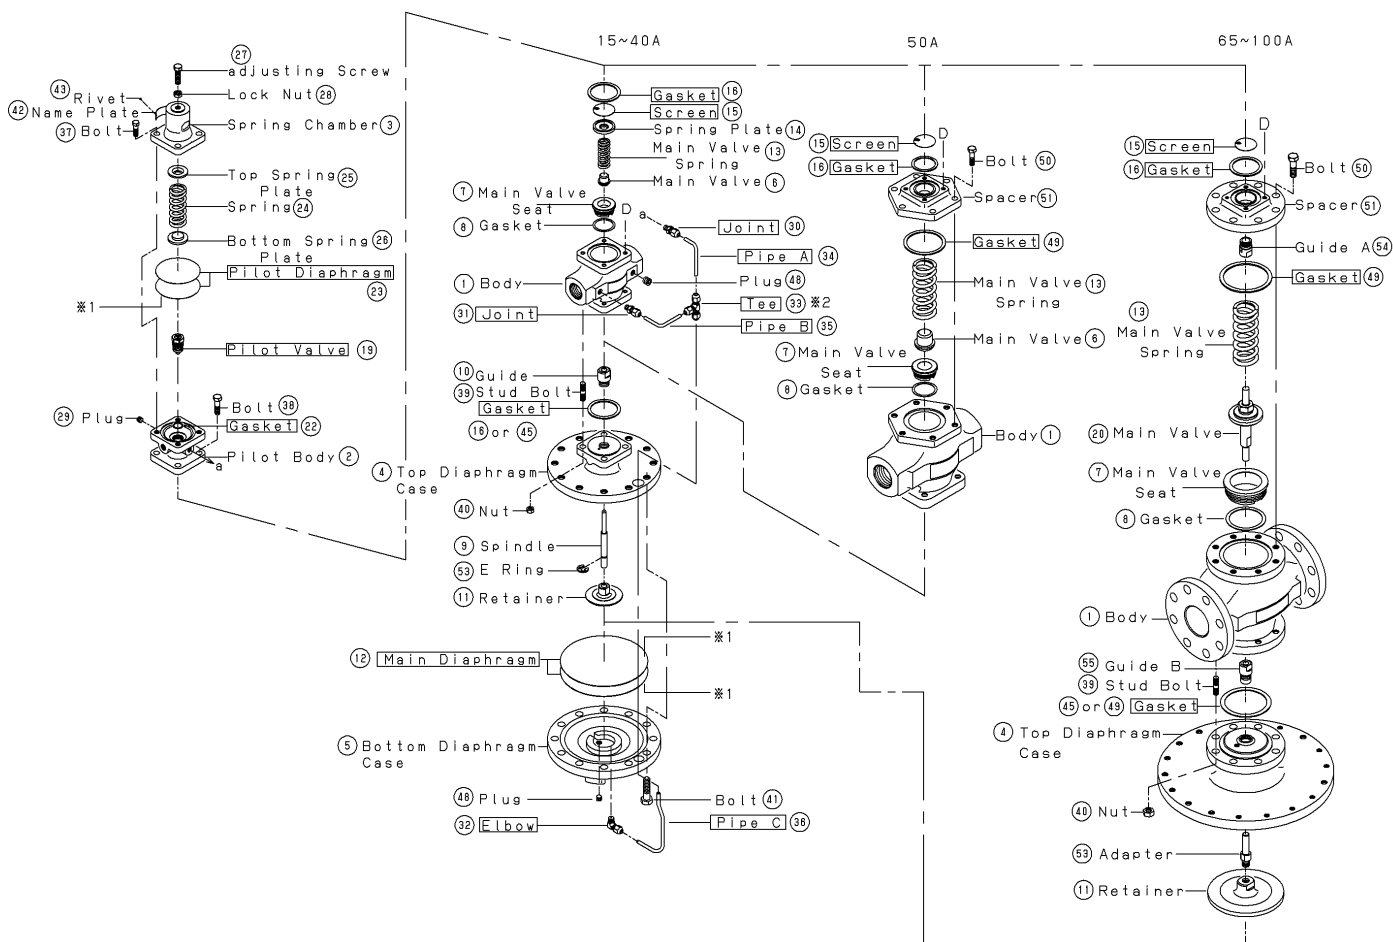 15~40A
50A
65~100A
27
adjusting Screw
Lock Nut 28
43 Rivet
42 Name Plate
37 Bolt
Spring Chamber 3
Top Spring 25
Plate
Spring 24
Bottom Spring 26
Plate
Pilot Diaphragm
23
※1
Pilot Valve 19
Bolt 38
29 Plug
Gasket 22
Pilot Body 2
a
Gasket 16
Screen 15
Spring Plate 14
Main Valve 13
Spring
Main Valve 6
7 Main Valve
Seat
D
8 Gasket
a
Joint 30
Pipe A 34
1 Body
Plug 48
Tee 33 ※2
31 Joint
Pipe B 35
10 Guide
39 Stud Bolt
Gasket
16 or 45
4 Top Diaphragm
Case
40 Nut
9 Spindle
53 E Ring
11 Retainer
※1
12 Main Diaphragm
※1
5 Bottom Diaphragm
Case
48 Plug
Bolt 41
32 Elbow
Pipe C 36
D
15 Screen
16 Gasket
Bolt 50
Spacer 51
Gasket 49
Main Valve 13
Spring
Main Valve 6
7 Main Valve
Seat
8 Gasket
Body 1
D
15 Screen
16 Gasket
Bolt 50
Spacer 51
Guide A 54
Gasket 49
13
Main Valve
Spring
20 Main Valve
7 Main Valve
Seat
8 Gasket
1 Body
55 Guide B
39 Stud Bolt
45 or 49 Gasket
4 Top Diaphragm
Case
40 Nut
53 Adapter
11 Retainer